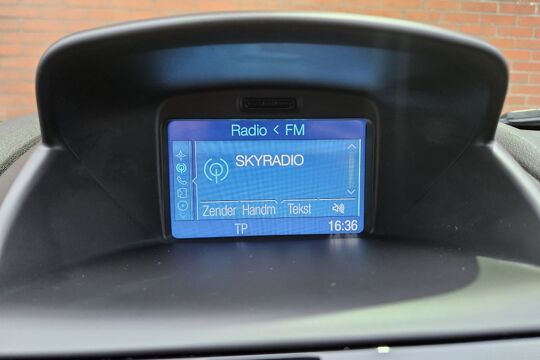 Radio < FM
SKYRADIO
Zender Handm Tekst
TP 16:36